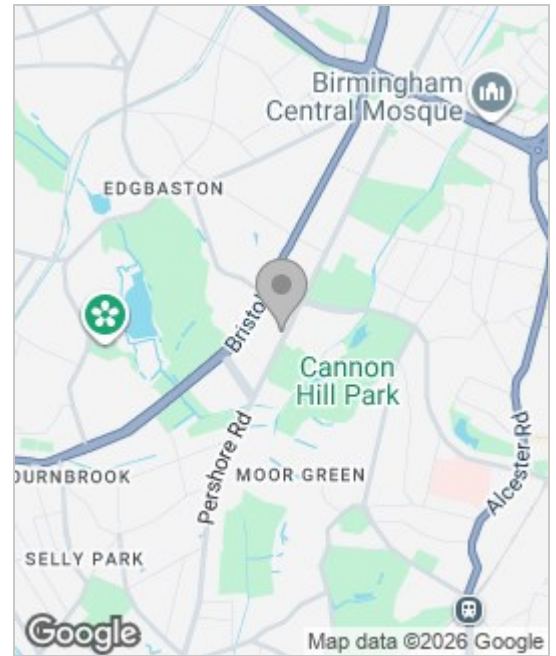 Birmingham
Central Mosque
EDGBASTON
Bristol
Cannon
Hill Park
Pershore Rd
MOOR GREEN
Alcester Rd
OURNBROOK
SELLY PARK
Google
Map data ©2026 Google